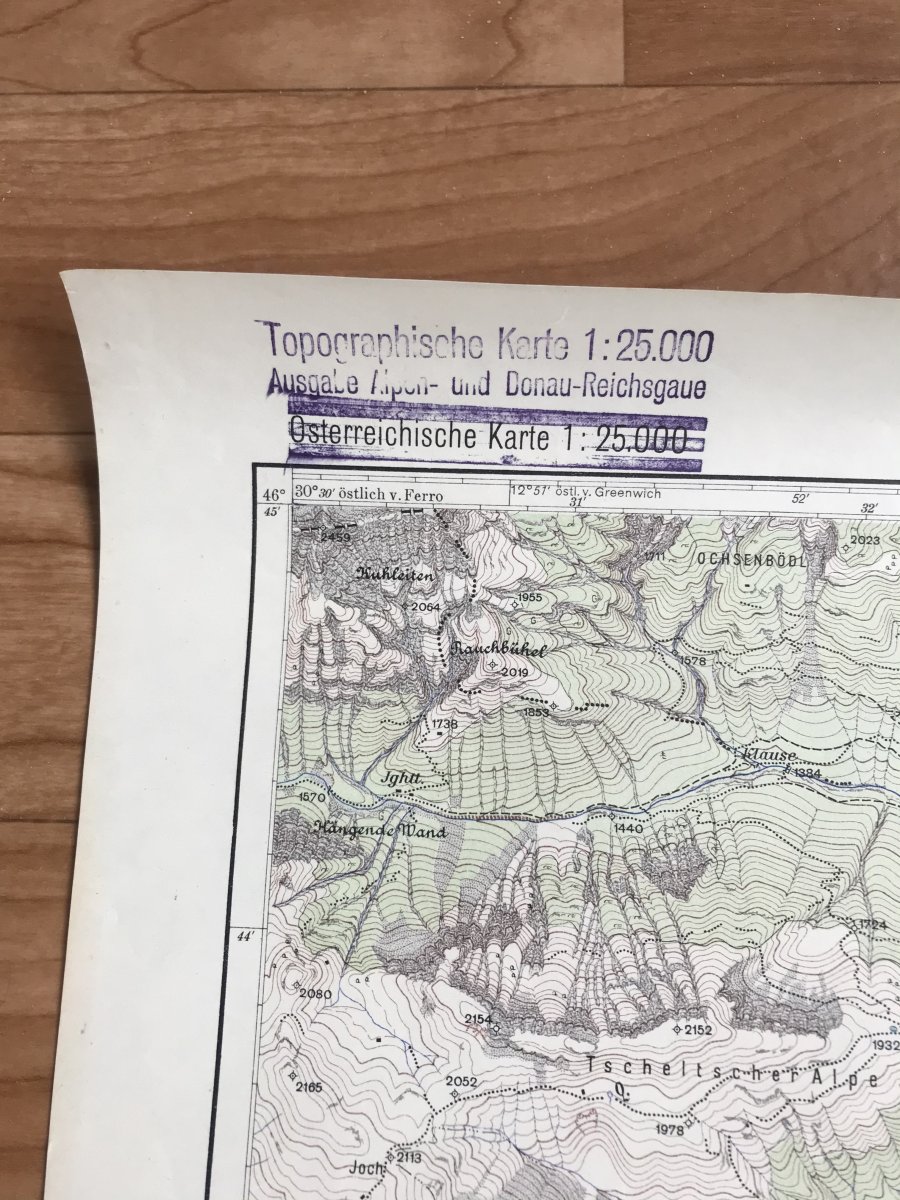 Topographische Karte 1:25.000
Ausgabe Alpen- und Donau-Reichsgaue
Österreichische Karte 1:25.000
46° 30°30' östlich v. Ferro 12°51' östl. v. Greenwich 52'
45' 31' 32'
2459 1711 OCHSENBÖDL 2023
Kuhleiten
2064 1955
Rauchbühel 1578
2019
1853
1738
Klause
Jghtt. 1384
1570
Hängende Wand 1440
1724
44'
2080
2154 2152
1932
Tscheltscher Alpe
2165 2052
1978
Joch 2113